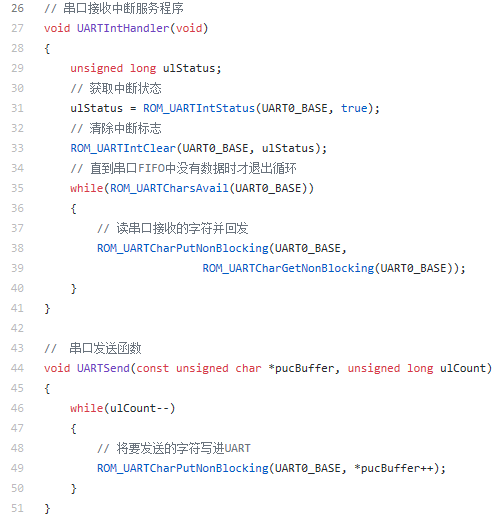 26 // 串口接收中断服务程序
27 void UARTIntHandler(void)
28 {
29     unsigned long ulStatus;
30     // 获取中断状态
31     ulStatus = ROM_UARTIntStatus(UART0_BASE, true);
32     // 清除中断标志
33     ROM_UARTIntClear(UART0_BASE, ulStatus);
34     // 直到串口FIFO中没有数据时才退出循环
35     while(ROM_UARTCharsAvail(UART0_BASE))
36     {
37         // 读串口接收的字符并回发
38         ROM_UARTCharPutNonBlocking(UART0_BASE,
39                         ROM_UARTCharGetNonBlocking(UART0_BASE));
40     }
41 }
42
43 //  串口发送函数
44 void UARTSend(const unsigned char *pucBuffer, unsigned long ulCount)
45 {
46     while(ulCount--)
47     {
48         // 将要发送的字符写进UART
49         ROM_UARTCharPutNonBlocking(UART0_BASE, *pucBuffer++);
50     }
51 }